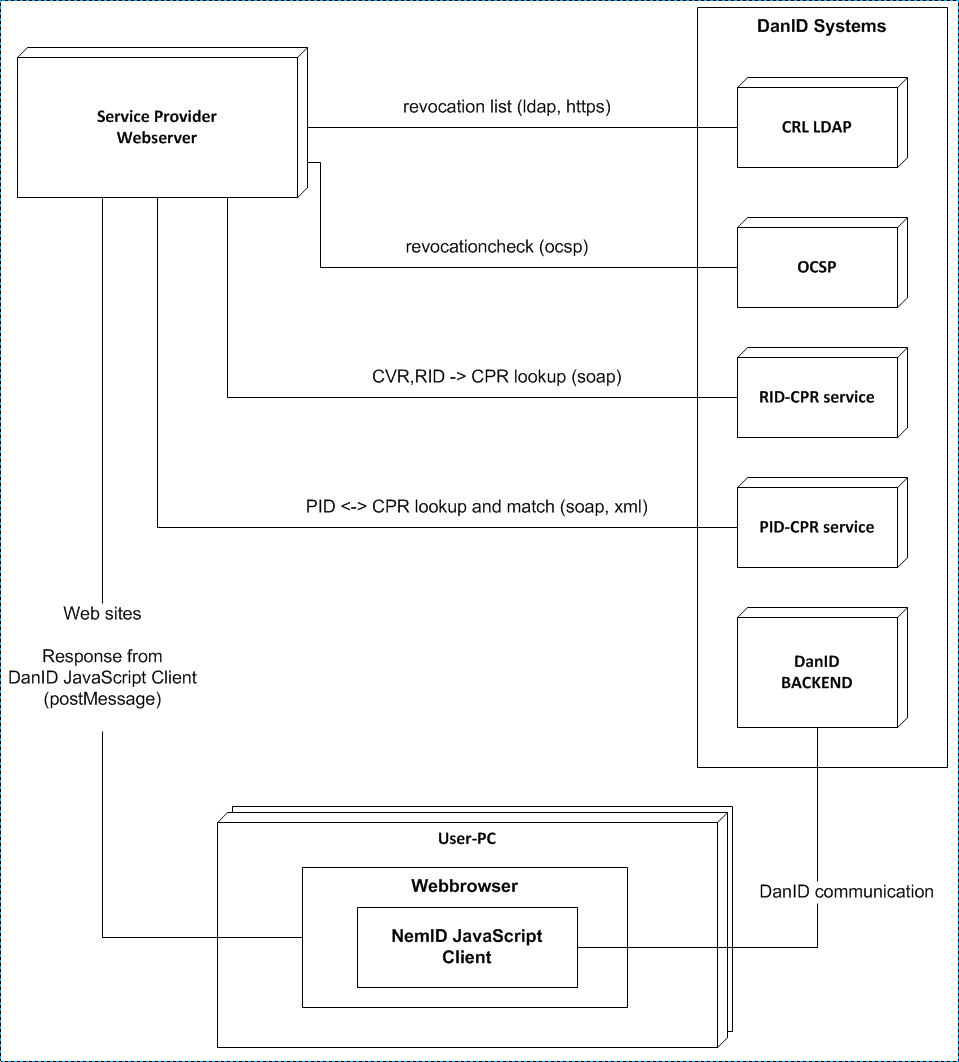 DanID Systems
Service Provider
Webserver
revocation list (ldap, https)
CRL LDAP
revocationcheck (ocsp)
OCSP
CVR,RID -> CPR lookup (soap)
RID-CPR service
PID <-> CPR lookup and match (soap, xml)
PID-CPR service
Web sites
Response from
DanID JavaScript Client
(postMessage)
DanID
BACKEND
User-PC
Webbrowser
NemID JavaScript
Client
DanID communication